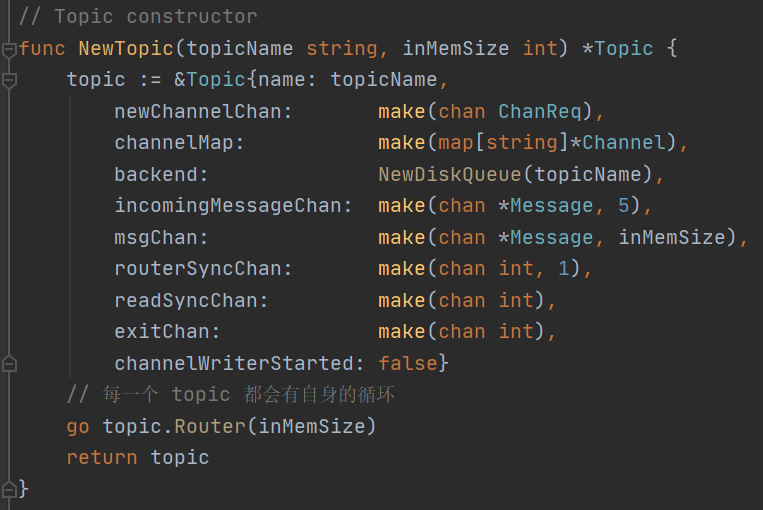 // Topic constructor
func NewTopic(topicName string, inMemSize int) *Topic {
    topic := &Topic{name: topicName,
        newChannelChan:       make(chan ChanReq),
        channelMap:           make(map[string]*Channel),
        backend:              NewDiskQueue(topicName),
        incomingMessageChan:  make(chan *Message, 5),
        msgChan:              make(chan *Message, inMemSize),
        routerSyncChan:       make(chan int, 1),
        readSyncChan:         make(chan int),
        exitChan:             make(chan int),
        channelWriterStarted: false}
    // 每一个 topic 都会有自身的循环
    go topic.Router(inMemSize)
    return topic
}